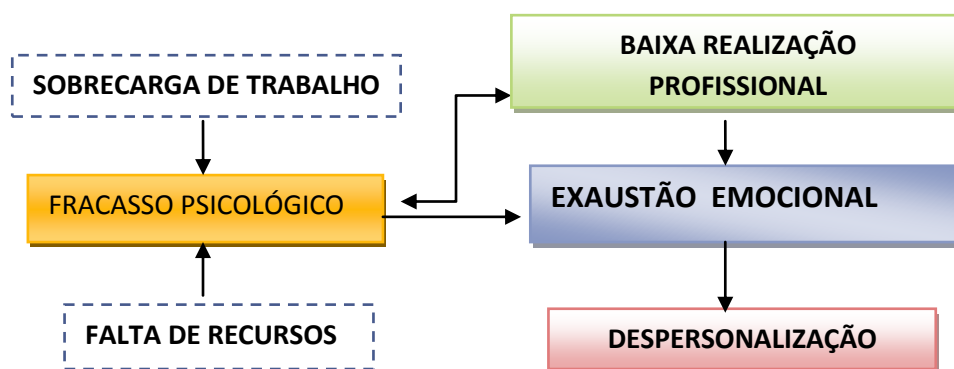 SOBRECARGA DE TRABALHO
FRACASSO PSICOLÓGICO
FALTA DE RECURSOS
BAIXA REALIZAÇÃO
PROFISSIONAL
EXAUSTÃO EMOCIONAL
DESPERSONALIZAÇÃO